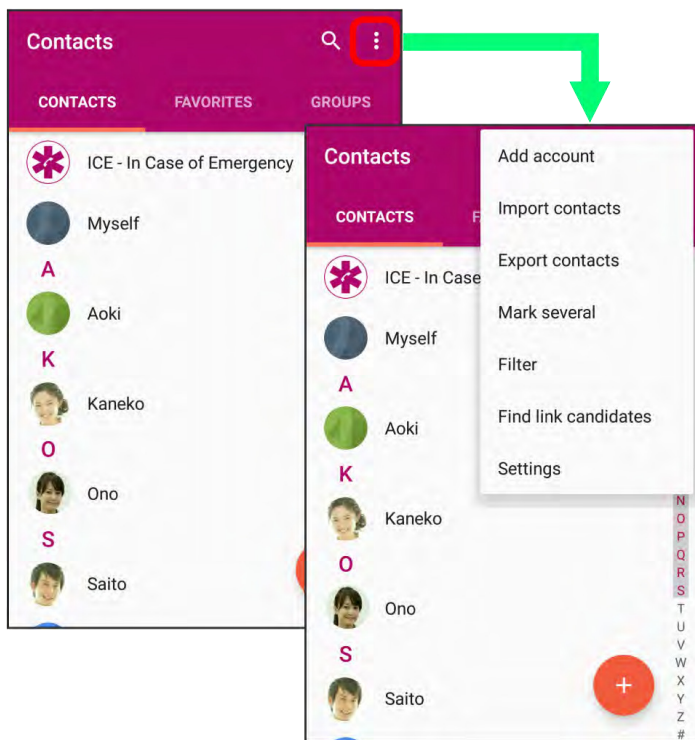 Contacts
CONTACTS FAVORITES GROUPS
ICE - In Case of Emergency
Myself
A
Aoki
K
Kaneko
O
Ono
S
Saito
Contacts
CONTACTS F
ICE - In Case
Myself
A
Aoki
K
Kaneko
O
Ono
S
Saito
Add account
Import contacts
Export contacts
Mark several
Filter
Find link candidates
Settings
N
O
P
Q
R
S
T
U
V
W
X
Y
Z
#